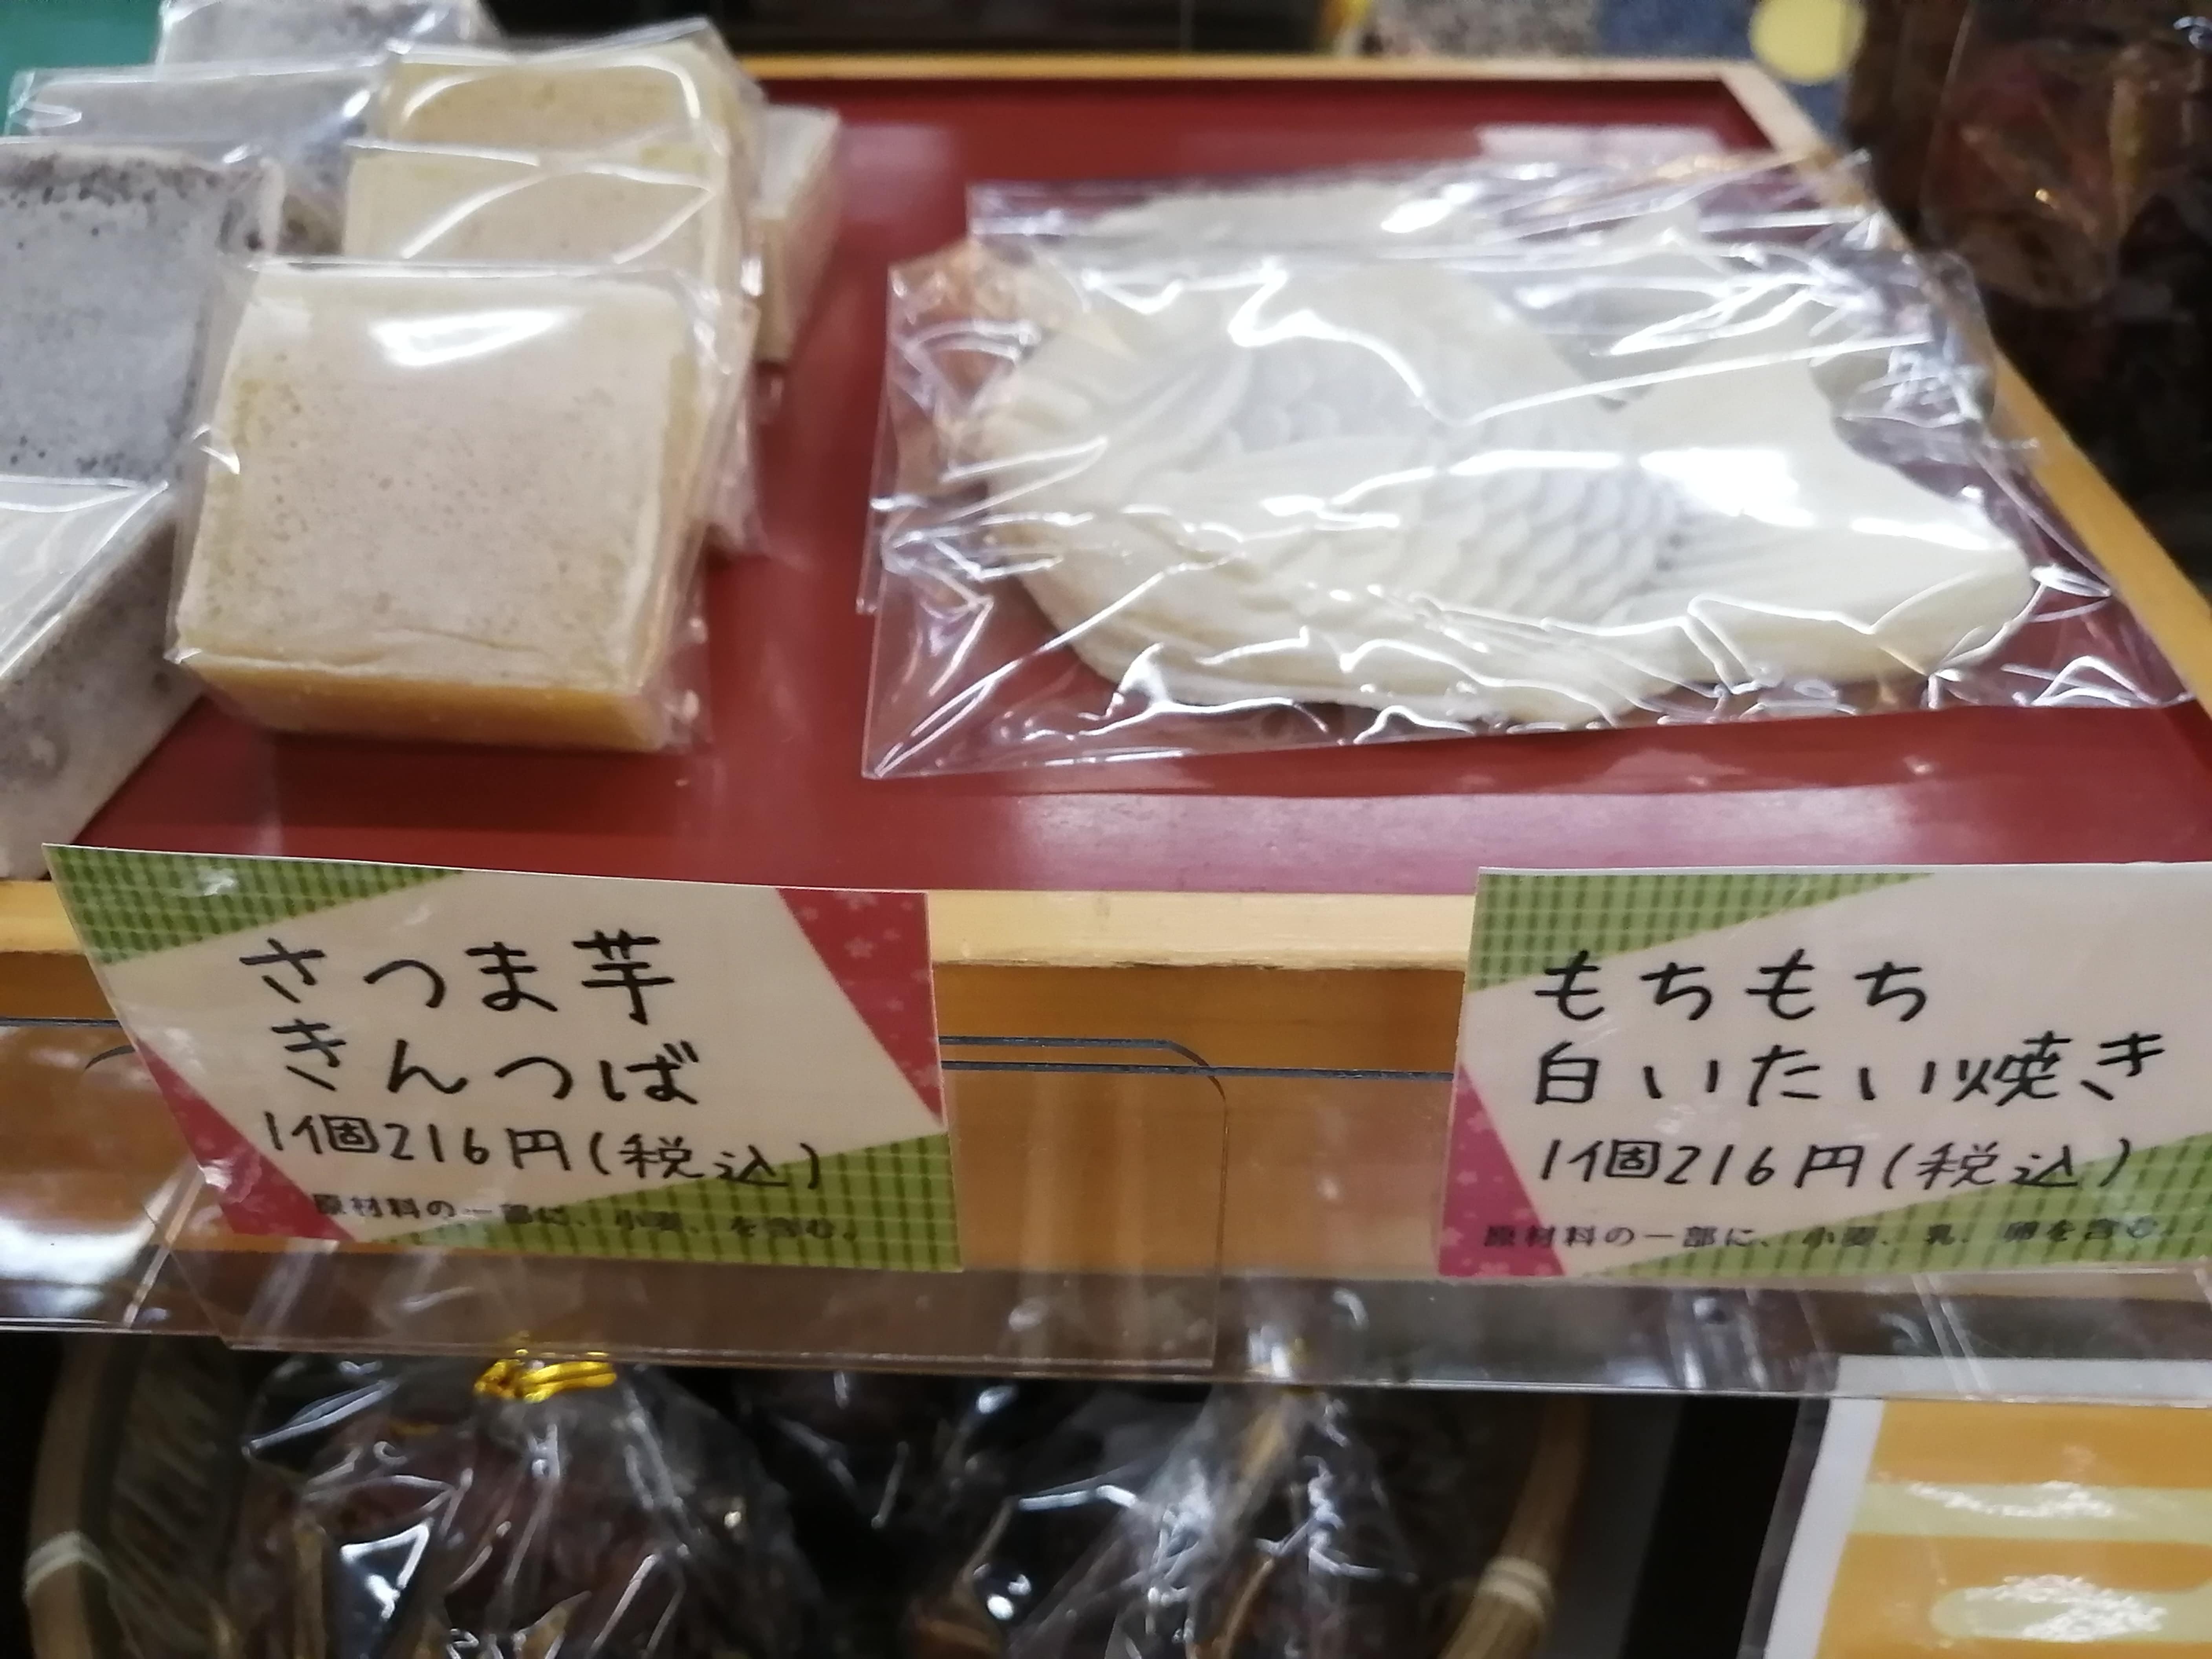 さつま芋
きんつば
1個216円(税込)
原材料の一部に、小麦、を含む。
もちもち
白いたい焼き
1個216円(税込)
原材料の一部に、小麦、乳、卵を含む。